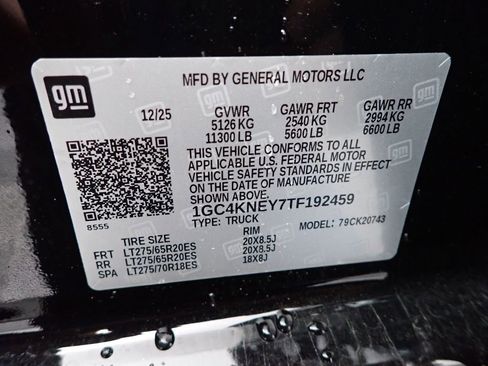 gm
MFD BY GENERAL MOTORS LLC
12/25 GVWR GAWR FRT GAWR RR
5126 KG 2540 KG 2994 KG
11300 LB 5600 LB 6600 LB
THIS VEHICLE CONFORMS TO ALL
APPLICABLE U.S. FEDERAL MOTOR
VEHICLE SAFETY STANDARDS IN EFFECT
ON THE DATE OF MANUFACTURE
SHOWN ABOVE.
1GC4KNEY7TF192459
8555 TYPE: TRUCK MODEL: 79CK20743
TIRE SIZE RIM
FRT LT275/65R20ES 20X8.5J
RR LT275/65R20ES 20X8.5J
SPA LT275/70R18ES 18X8J